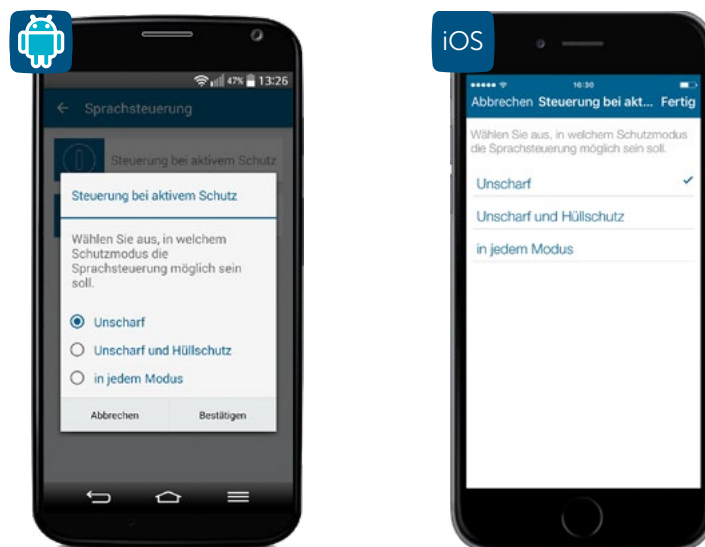 47% 13:26
Sprachsteuerung
Steuerung bei aktivem Schutz
Steuerung bei aktivem Schutz
Wählen Sie aus, in welchem
Schutzmodus die
Sprachsteuerung möglich sein
soll.
Unscharf
Unscharf und Hüllschutz
in jedem Modus
Abbrechen Bestätigen
iOS
16:30
Abbrechen Steuerung bei akt... Fertig
Wählen Sie aus, in welchem Schutzmodus
die Sprachsteuerung möglich sein soll.
Unscharf
Unscharf und Hüllschutz
in jedem Modus